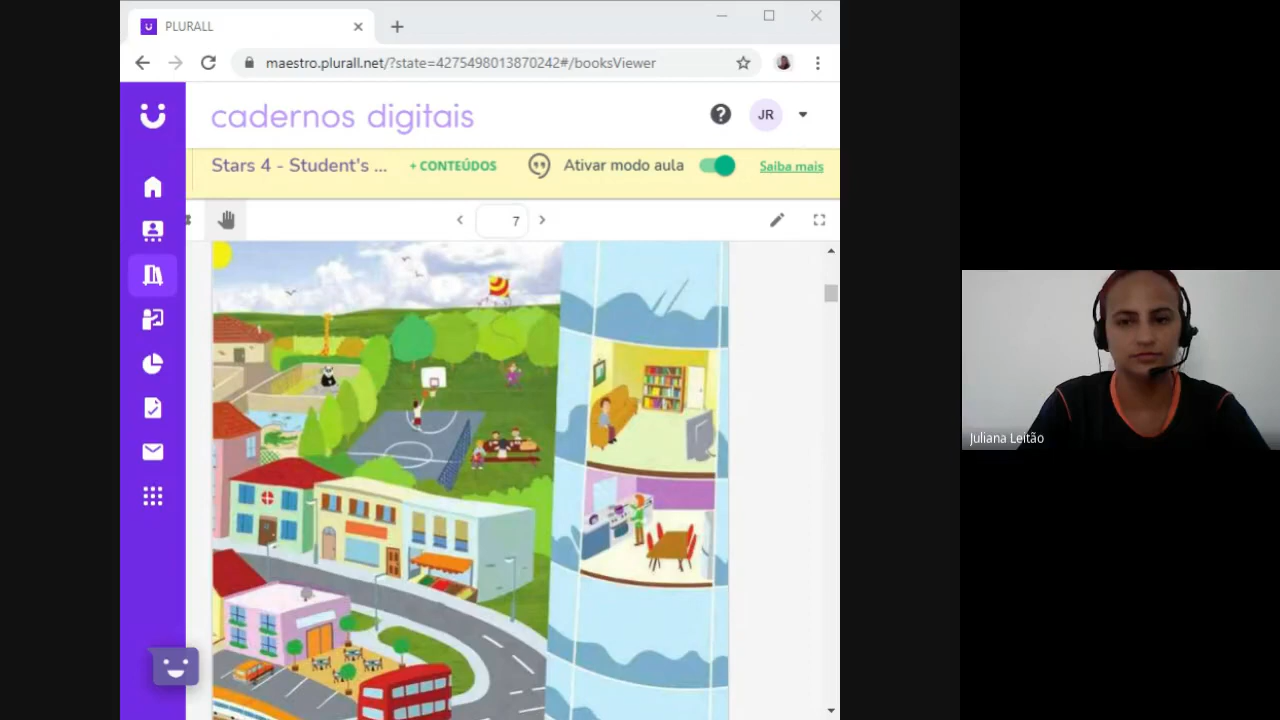 PLURALL
maestro.plurall.net/?state=4275498013870242#/booksViewer
cadernos digitais
JR
Stars 4 - Student's ...
+ CONTEÚDOS
Ativar modo aula
Saiba mais
7
Juliana Leitão